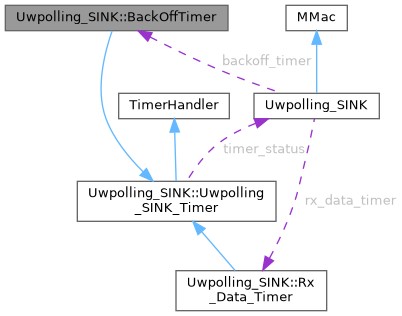 Uwpolling_SINK::BackOffTimer
MMac
backoff_timer
TimerHandler
Uwpolling_SINK
timer_status
Uwpolling_SINK::Uwpolling
_SINK_Timer
rx_data_timer
Uwpolling_SINK::Rx
_Data_Timer